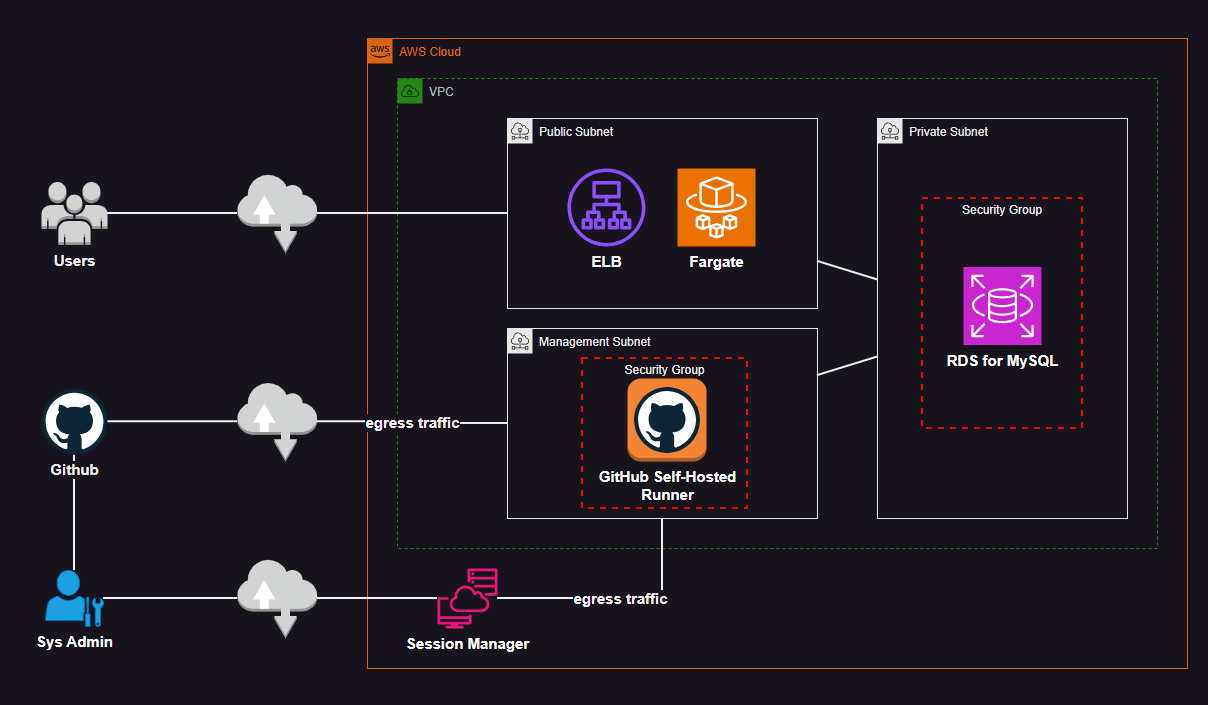 aws
AWS Cloud
VPC
Public Subnet
Private Subnet
Security Group
ELB
Fargate
Users
Management Subnet
Security Group
RDS for MySQL
egress traffic
Github
GitHub Self-Hosted
Runner
egress traffic
Sys Admin
Session Manager